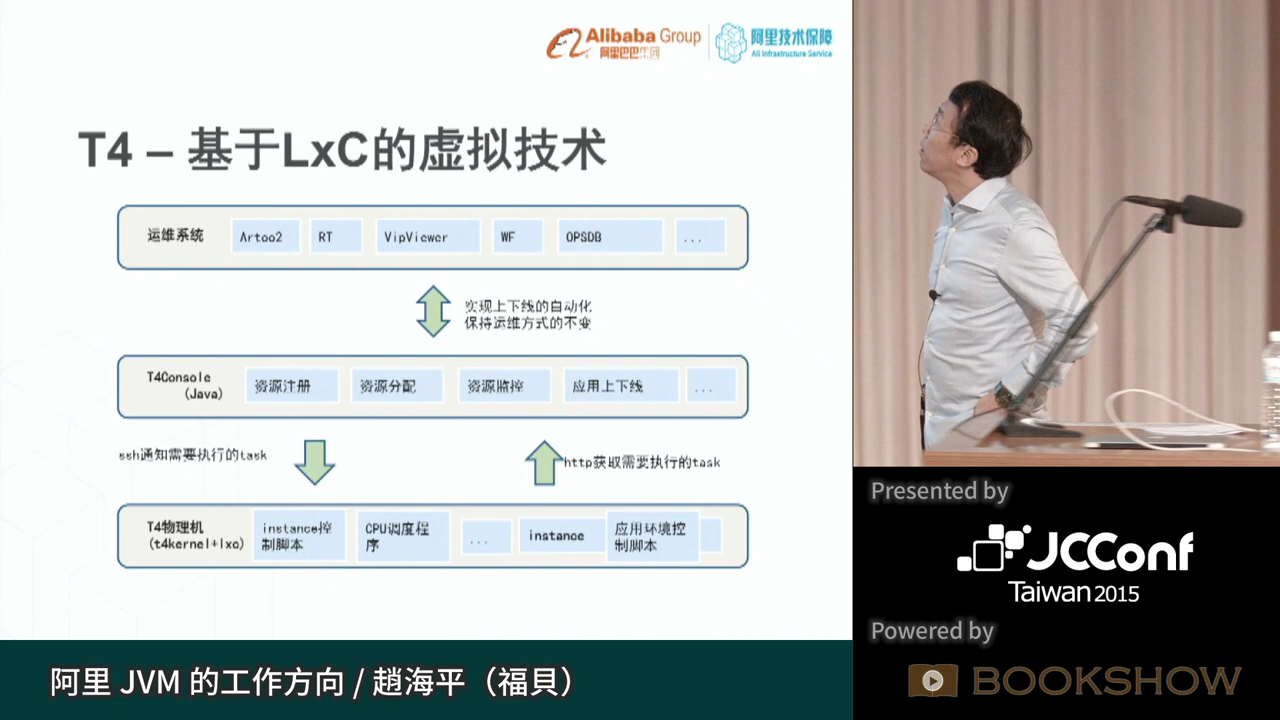 Alibaba Group
阿里巴巴集团
阿里技术保障
Ali Infrastructure Service
T4 – 基于LxC的虚拟技术
运维系统
Artoo2
RT
VipViewer
WF
OPSDB
...
实现上下线的自动化
保持运维方式的不变
T4Console
(Java)
资源注册
资源分配
资源监控
应用上下线
...
ssh通知需要执行的task
http获取需要执行的task
T4物理机
(t4kernel+lxc)
instance控
制脚本
CPU调度程
序
...
instance
应用环境控
制脚本
Presented by
JCConf
Taiwan 2015
Powered by
BOOKSHOW
阿里 JVM 的工作方向 / 趙海平（福貝）